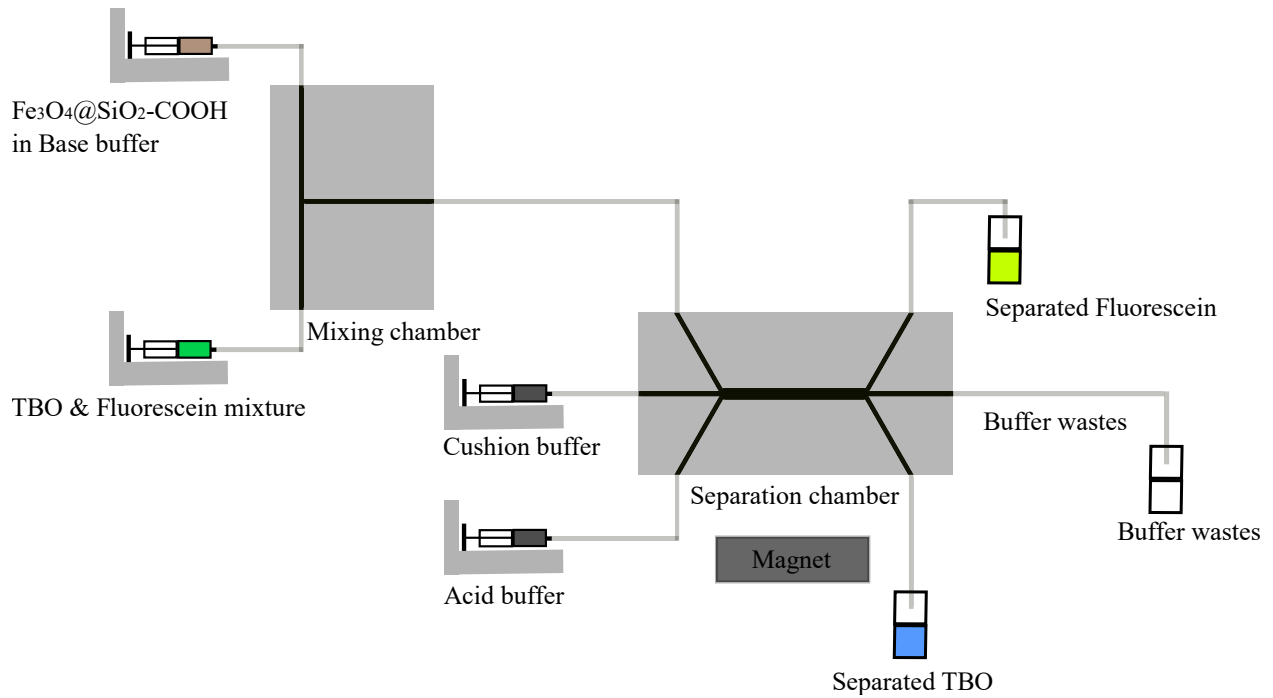 Fe₃O₄@SiO₂-COOH
in Base buffer
Mixing chamber
TBO & Fluorescein mixture
Separated Fluorescein
Cushion buffer
Buffer wastes
Separation chamber
Buffer wastes
Magnet
Acid buffer
Separated TBO